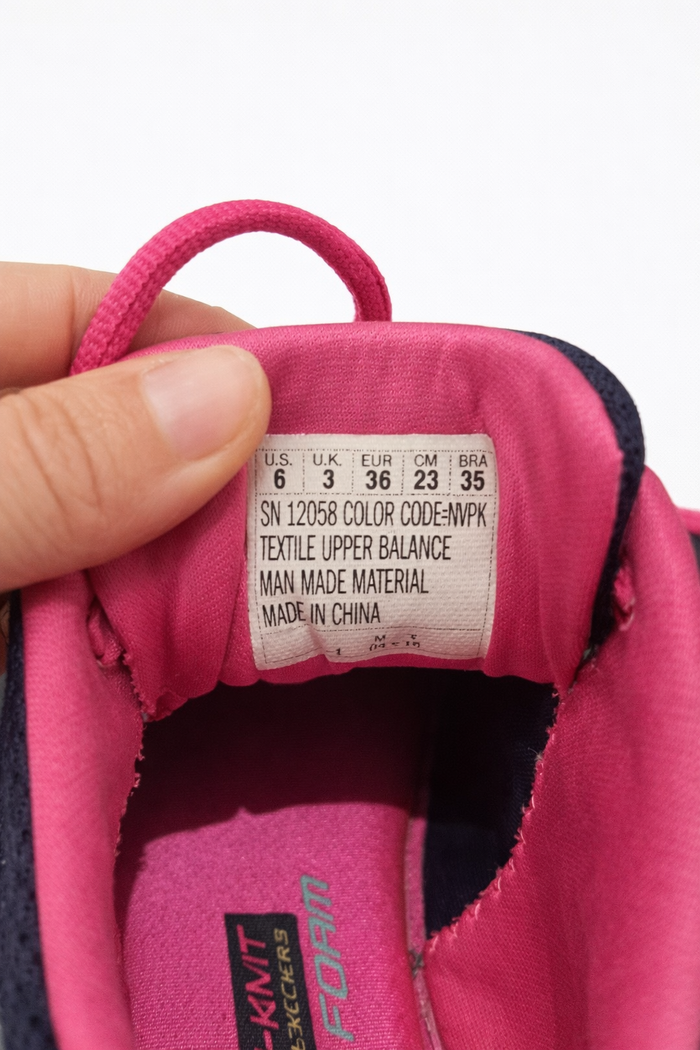 U.S. U.K. EUR CM BRA
6 3 36 23 35
SN 12058 COLOR CODE=NVPK
TEXTILE UPPER BALANCE
MAN MADE MATERIAL
MADE IN CHINA
-KNIT
SKECHERS
FOAM